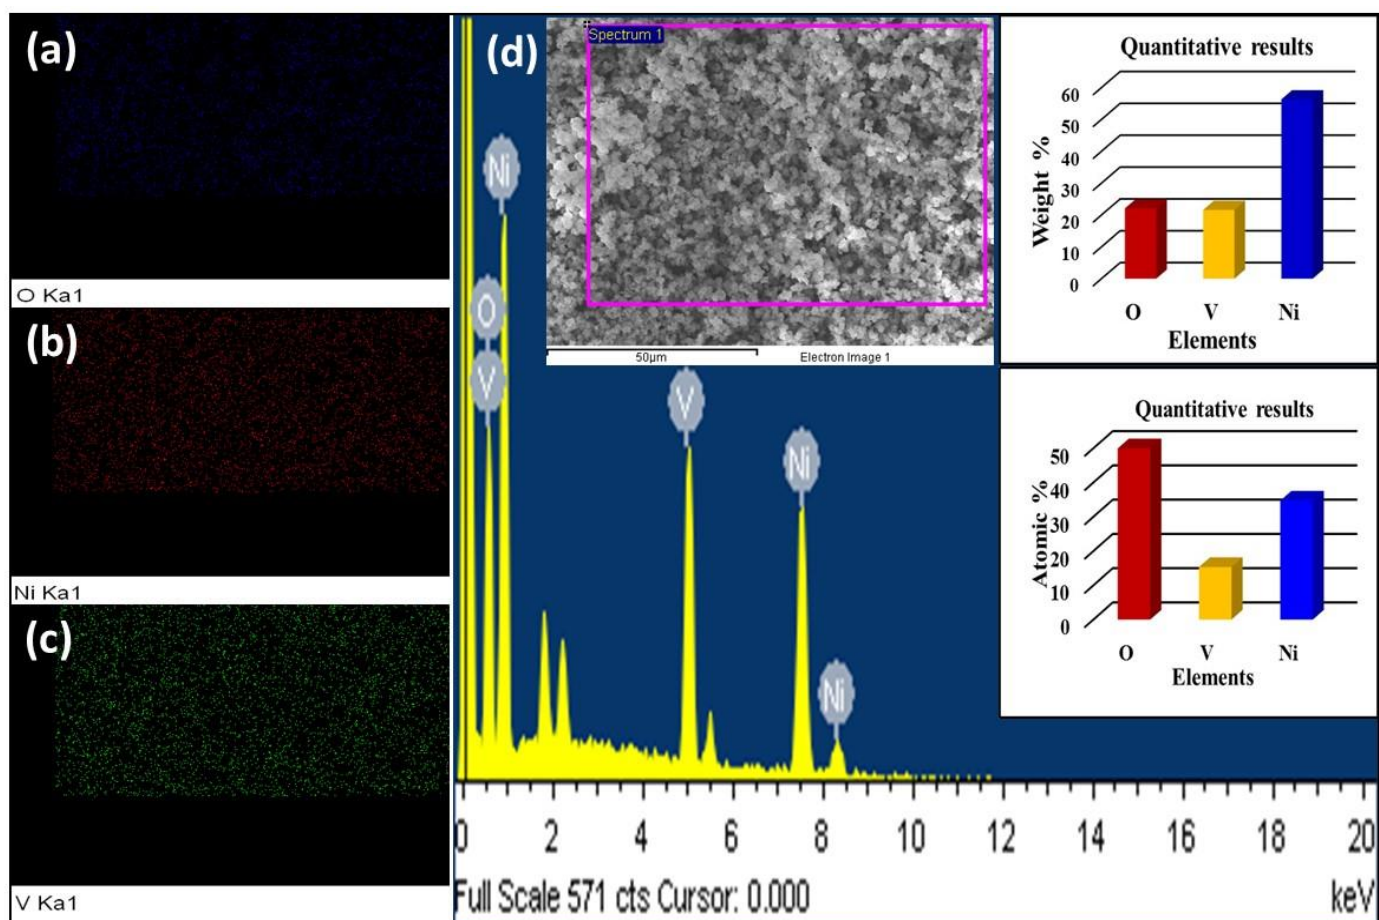 (a)
O Ka1
(b)
Ni Ka1
(c)
V Ka1
(d)
Spectrum 1
50µm
Electron Image 1
Ni
O
V
V
Ni
Ni
0 2 4 6 8 10 12 14 16 18 20
Full Scale 571 cts Cursor: 0.000
keV
Quantitative results
Weight %
60
50
40
30
20
10
0
O V Ni
Elements
Quantitative results
Atomic %
50
40
30
20
10
0
O V Ni
Elements